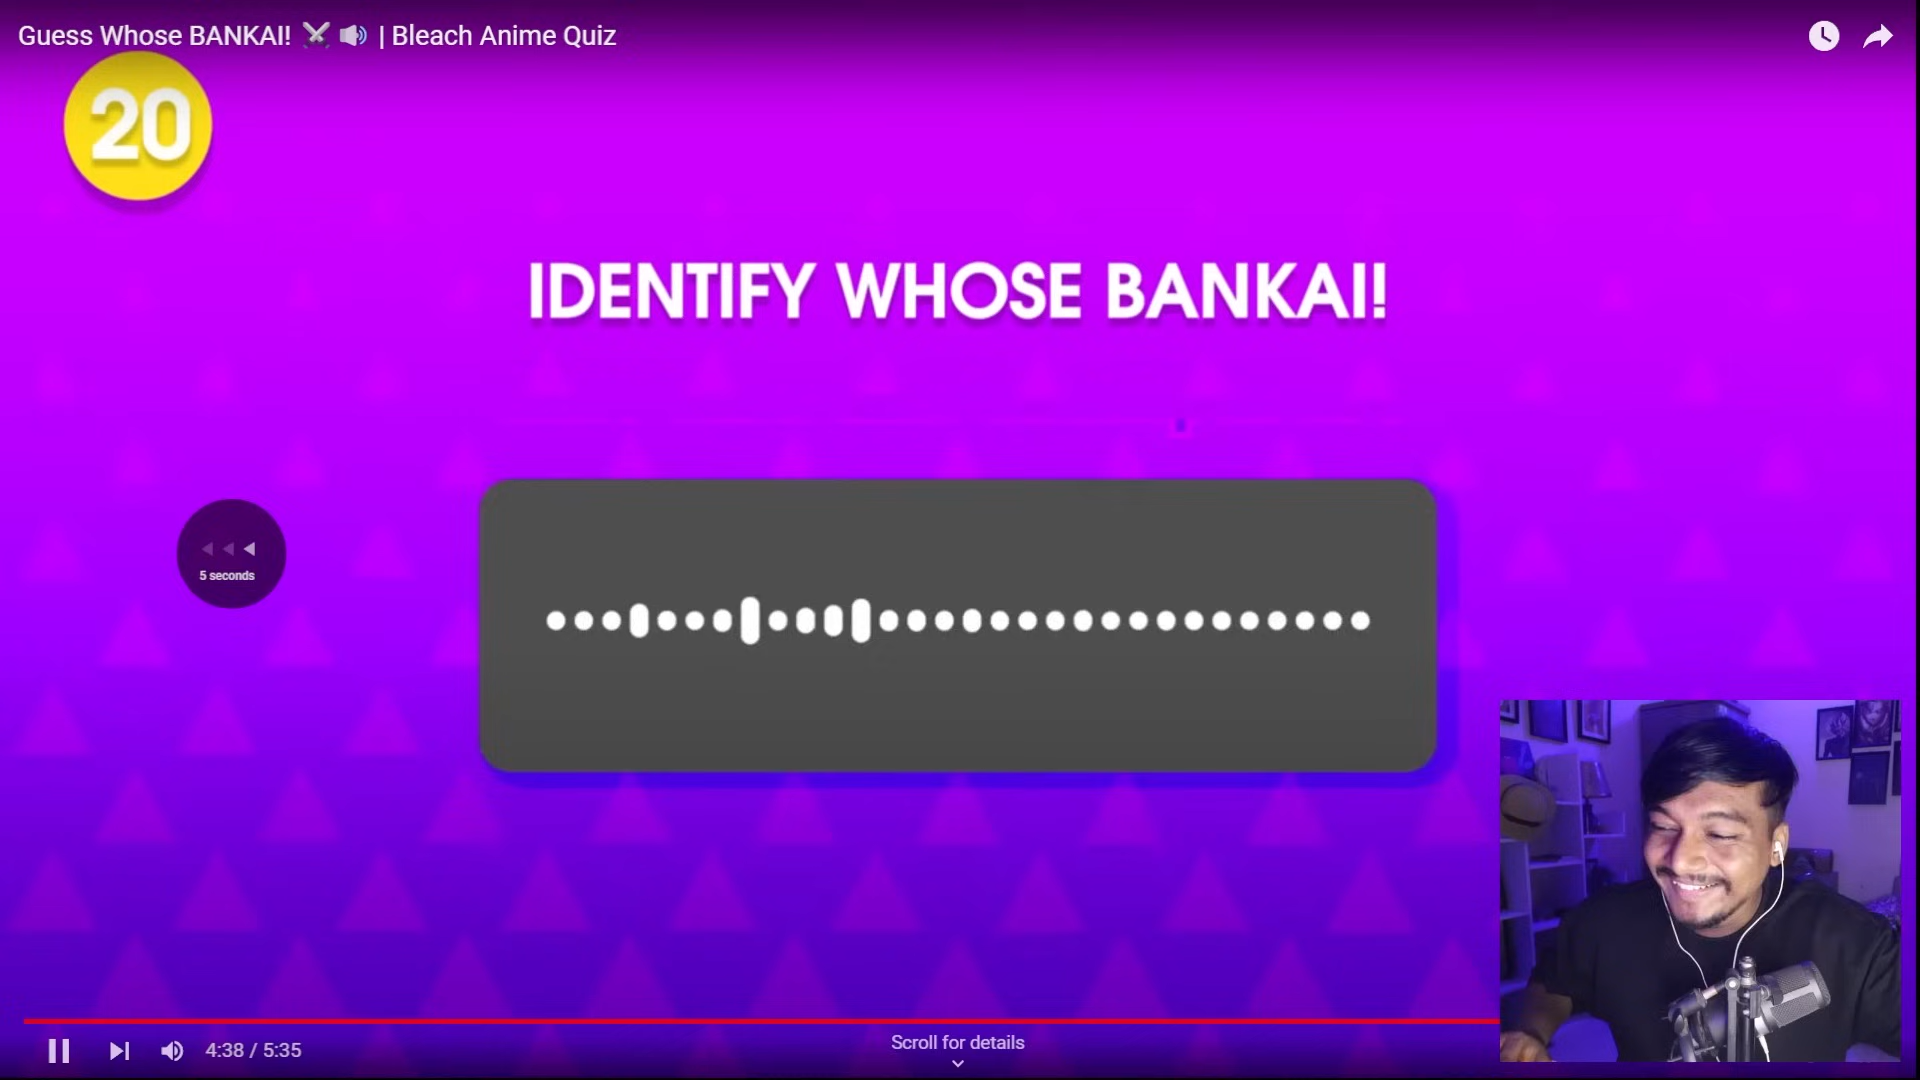 Guess Whose BANKAI! ⚔️ 🔊 | Bleach Anime Quiz
20
IDENTIFY WHOSE BANKAI!
5 seconds
Scroll for details
4:38 / 5:35